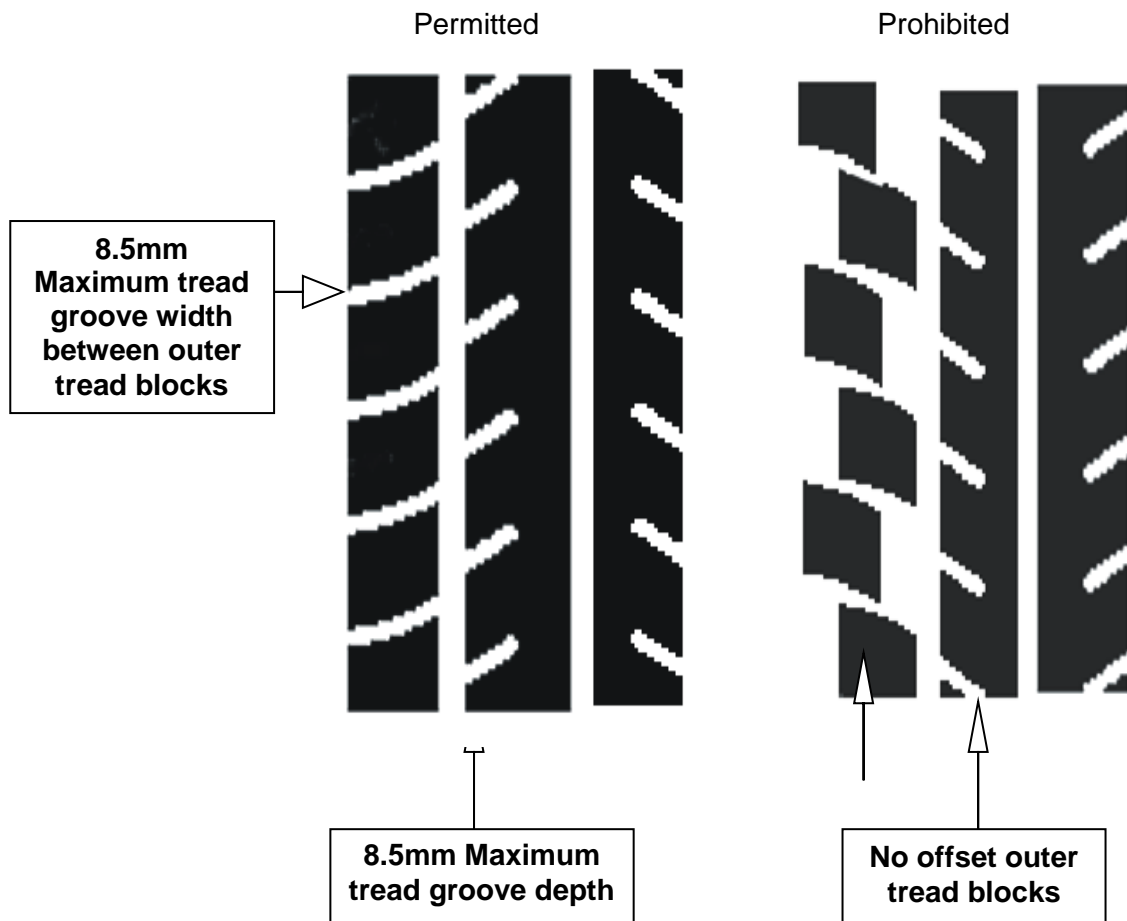 Permitted
Prohibited
8.5mm
Maximum tread
groove width
between outer
tread blocks
8.5mm Maximum
tread groove depth
No offset outer
tread blocks